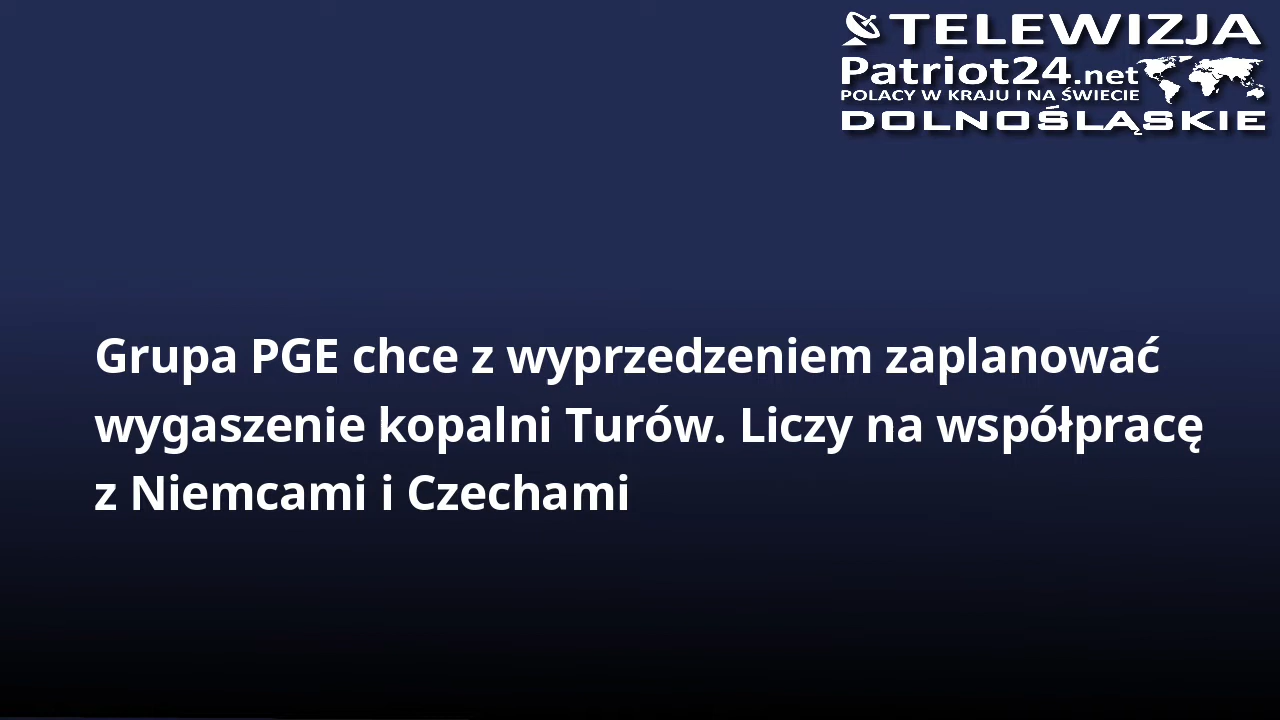 TELEWIZJA
Patriot24.net
POLACY W KRAJU I NA ŚWIECIE
DOLNOŚLĄSKIE
Grupa PGE chce z wyprzedzeniem zaplanować
wygaszenie kopalni Turów. Liczy na współpracę
z Niemcami i Czechami